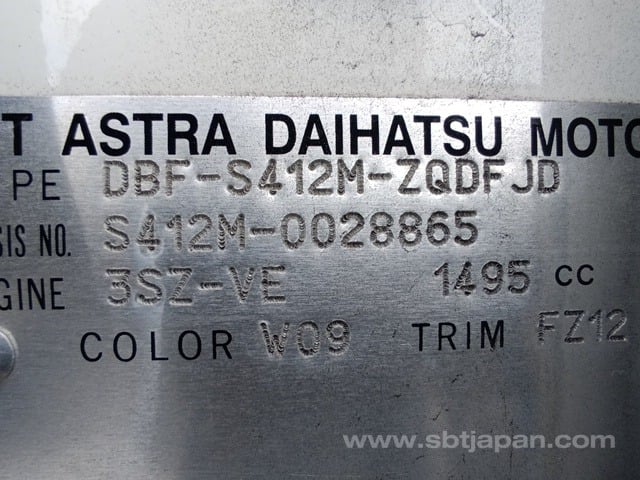 T ASTRA DAIHATSU MOTO
PE DBF-S412M-ZQDFJD
SIS NO. S412M-0028865
GINE 3SZ-VE 1495 cc
COLOR W09 TRIM FZ12
www.sbtjapan.com